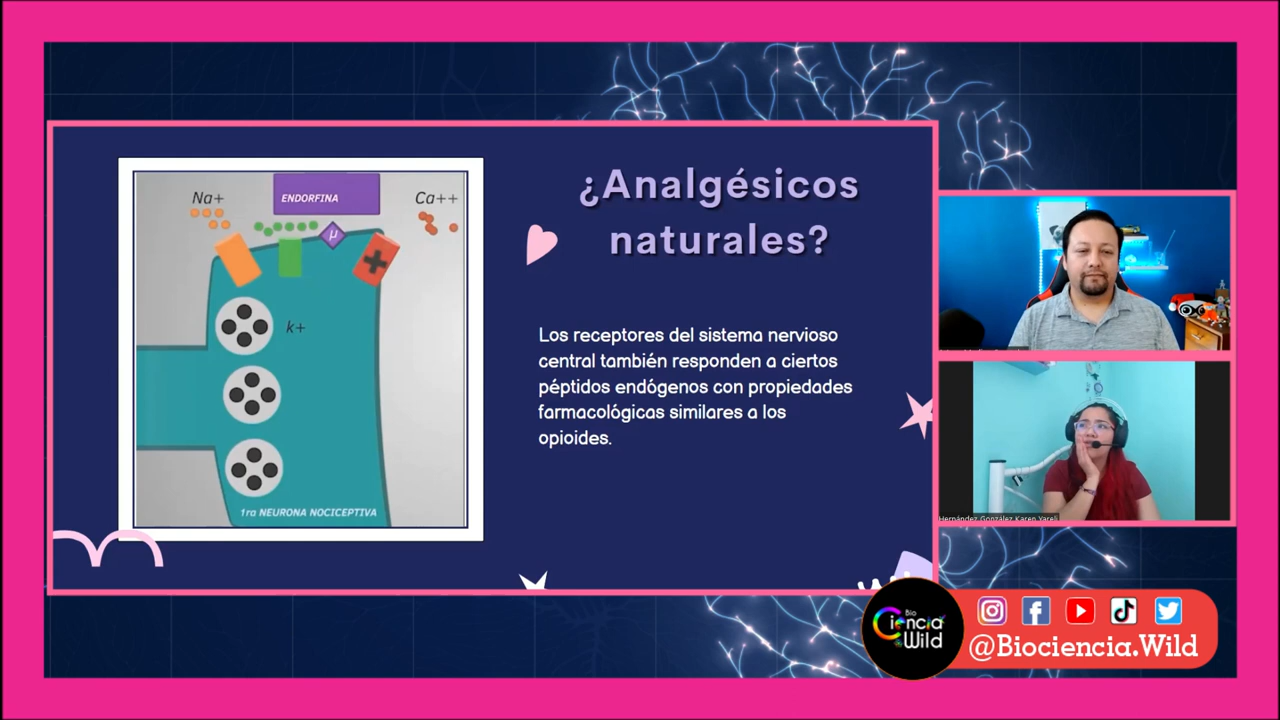 Na+
ENDORFINA
Ca++
μ
k+
1ra NEURONA NOCICEPTIVA
¿Analgésicos
naturales?
Los receptores del sistema nervioso
central también responden a ciertos
péptidos endógenos con propiedades
farmacológicas similares a los
opioides.
Hernández González Karen Yareli
Bio
Ciencia
Wild
@Biociencia.Wild